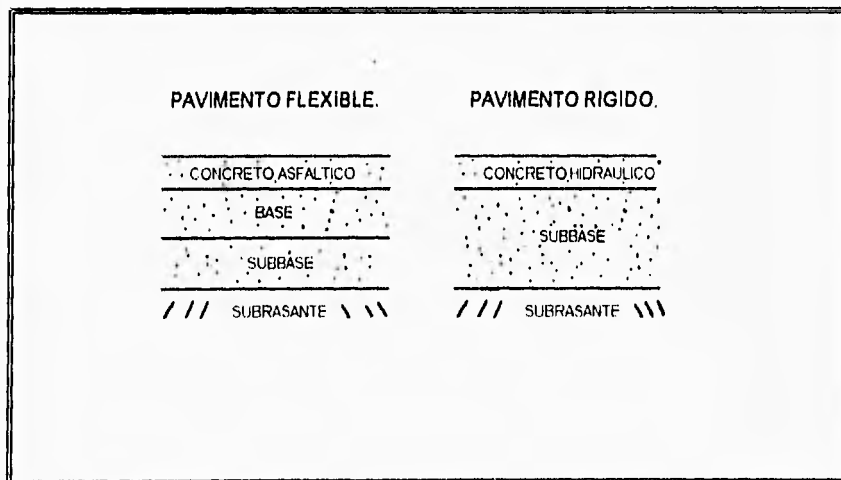 PAVIMENTO FLEXIBLE.
CONCRETO ASFALTICO
BASE
SUBBASE
SUBRASANTE
PAVIMENTO RIGIDO.
CONCRETO HIDRAULICO
SUBBASE
SUBRASANTE